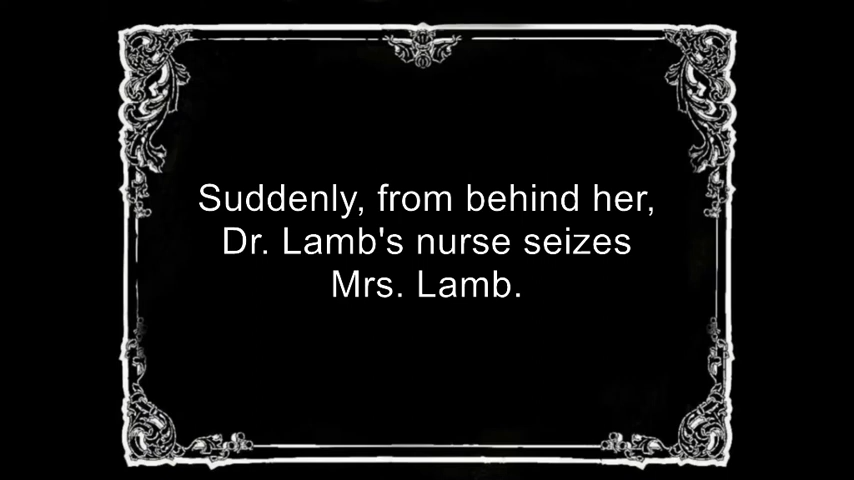 Suddenly, from behind her,
Dr. Lamb's nurse seizes
Mrs. Lamb.